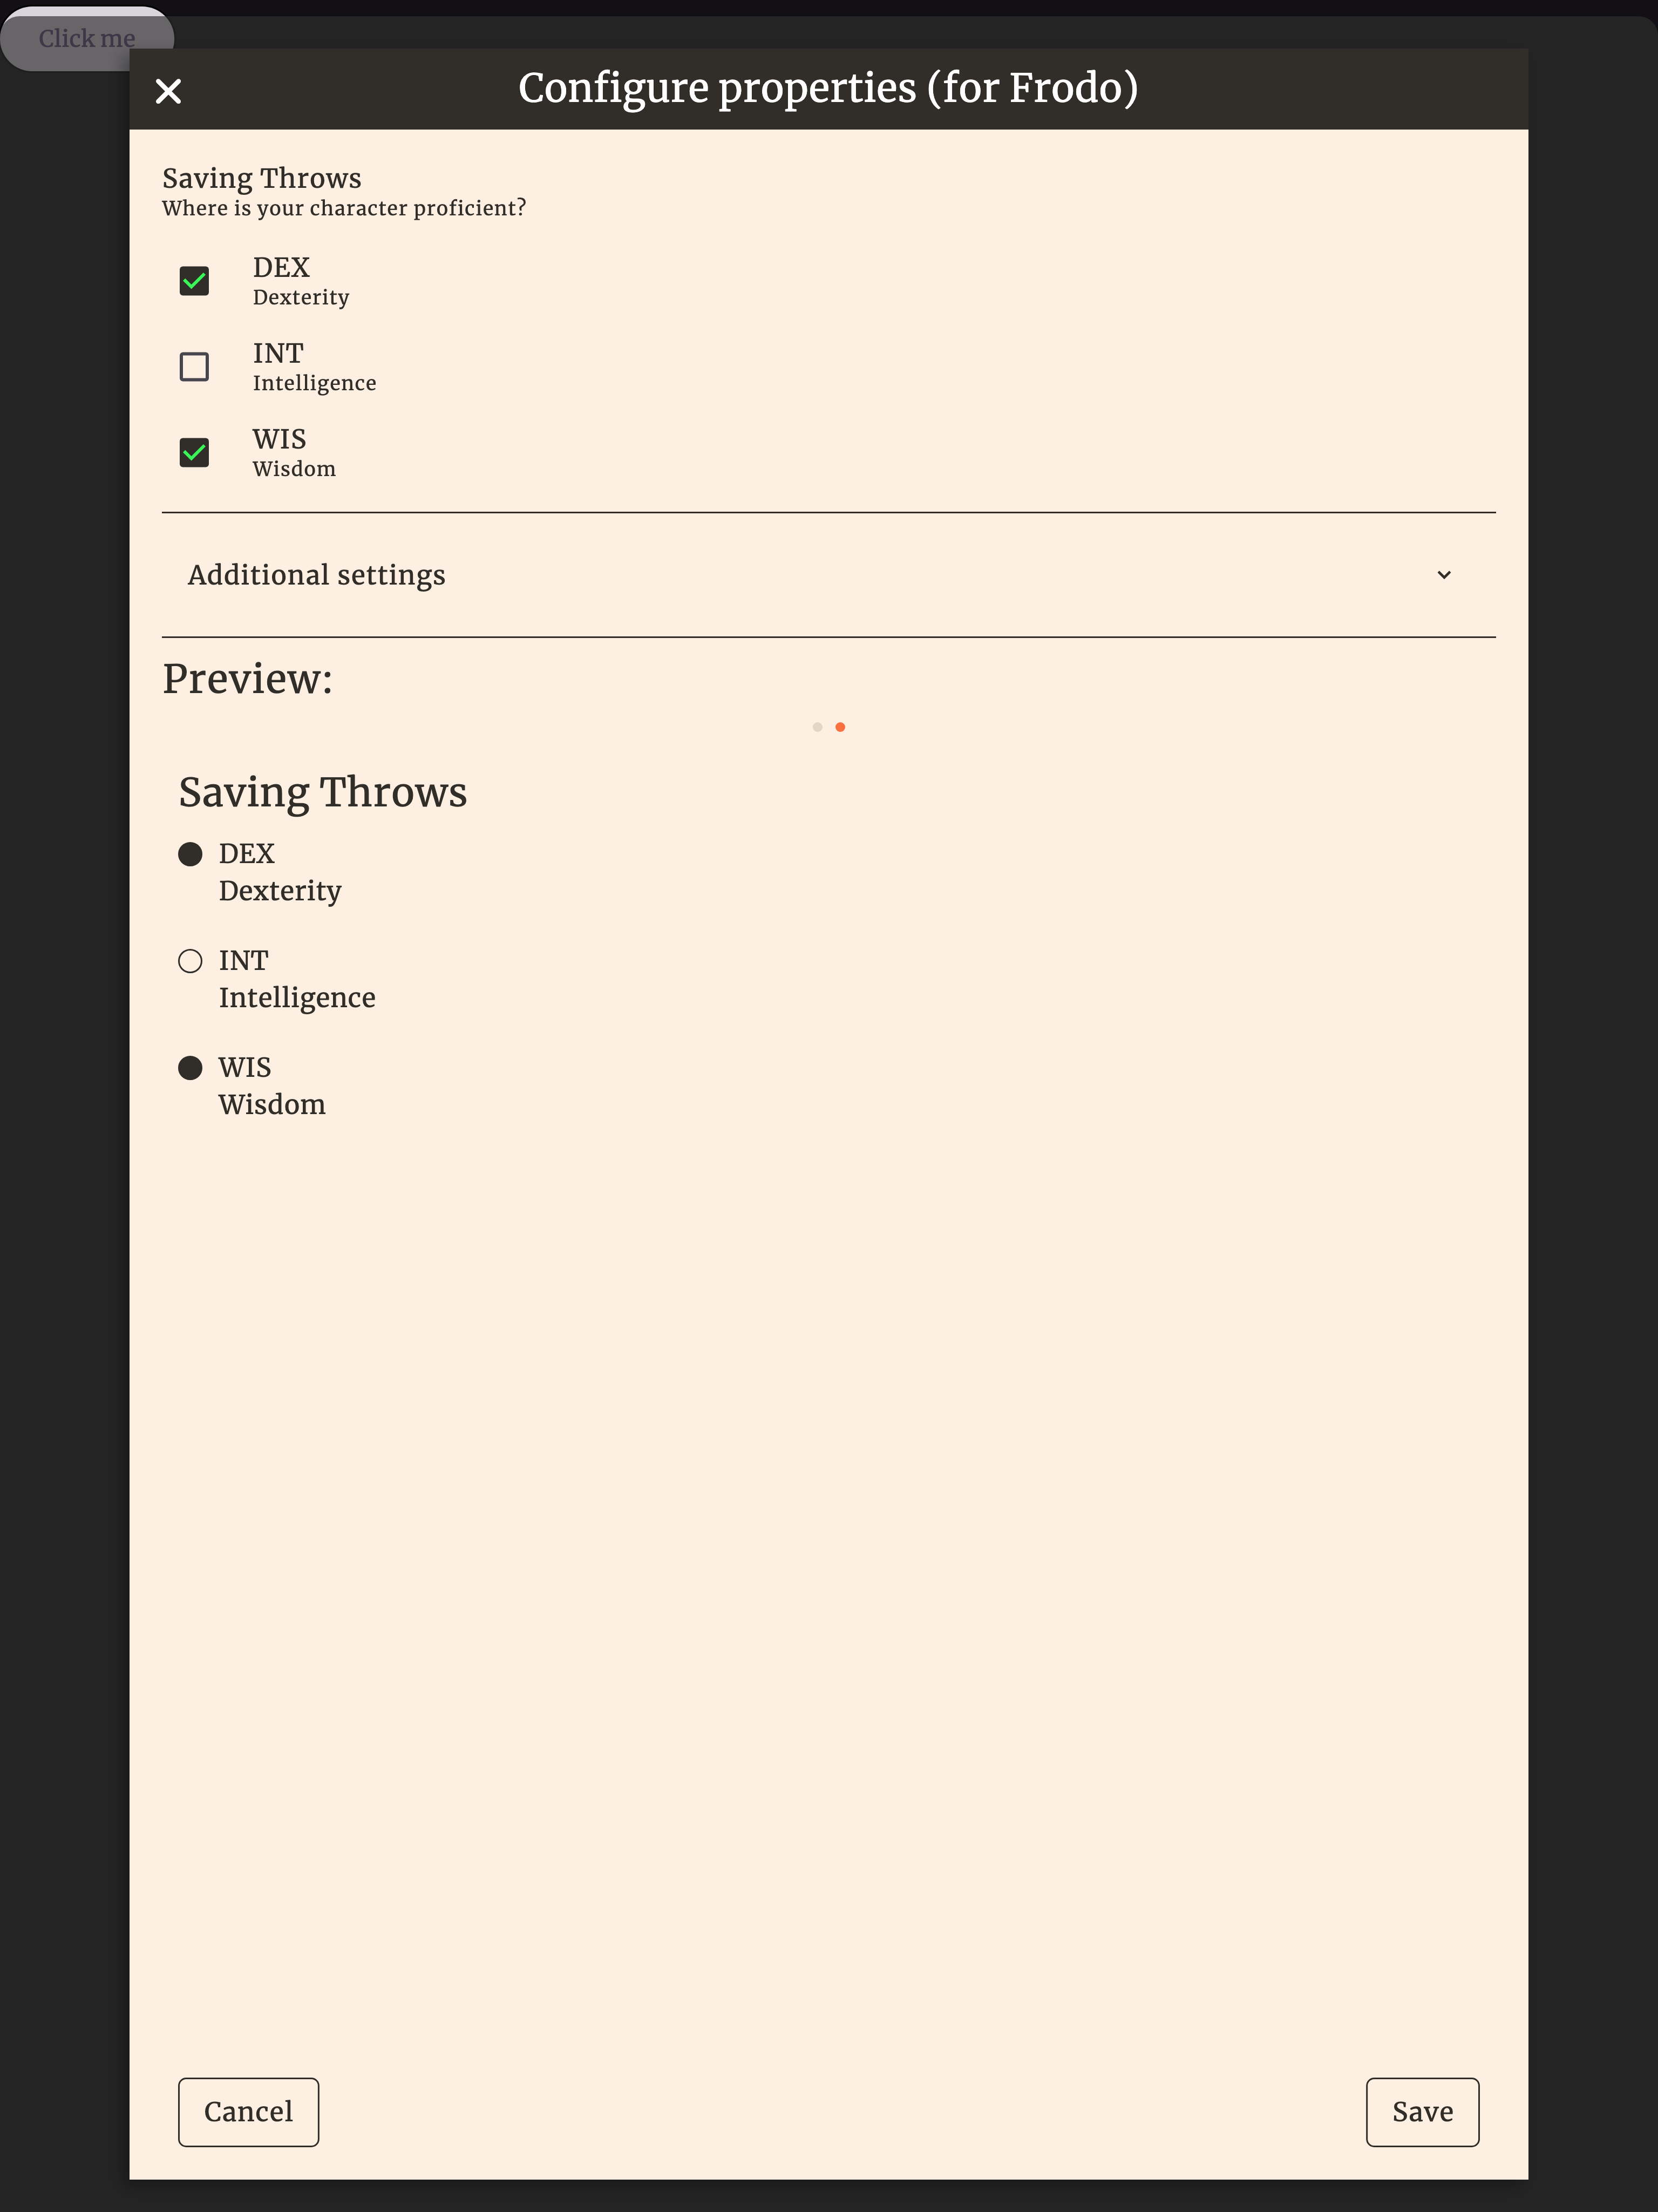 Click me
Configure properties (for Frodo)
Saving Throws
Where is your character proficient?
DEX
Dexterity
INT
Intelligence
WIS
Wisdom
Additional settings
Preview:
Saving Throws
DEX
Dexterity
INT
Intelligence
WIS
Wisdom
Cancel
Save